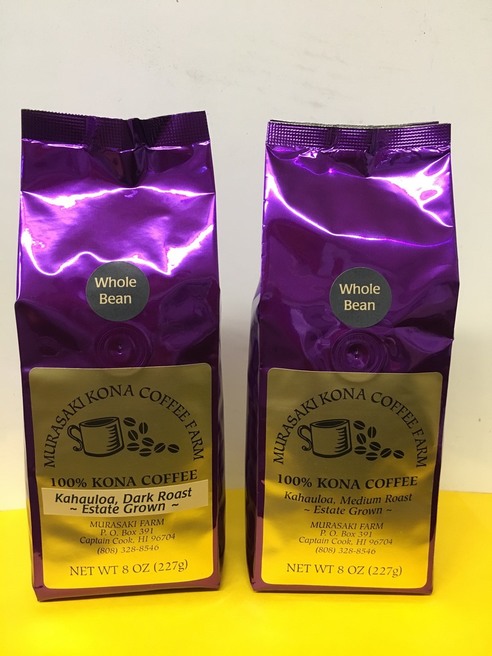 Whole
Bean
MURASAKI KONA COFFEE FARM
100% KONA COFFEE
Kahauloa, Dark Roast
~ Estate Grown ~
MURASAKI FARM
P. O. Box 391
Captain Cook, HI 96704
(808) 328-8546
NET WT 8 OZ (227g)
Whole
Bean
MURASAKI KONA COFFEE FARM
100% KONA COFFEE
Kahauloa, Medium Roast
~ Estate Grown ~
MURASAKI FARM
P. O. Box 391
Captain Cook, HI 96704
(808) 328-8546
NET WT 8 OZ (227g)